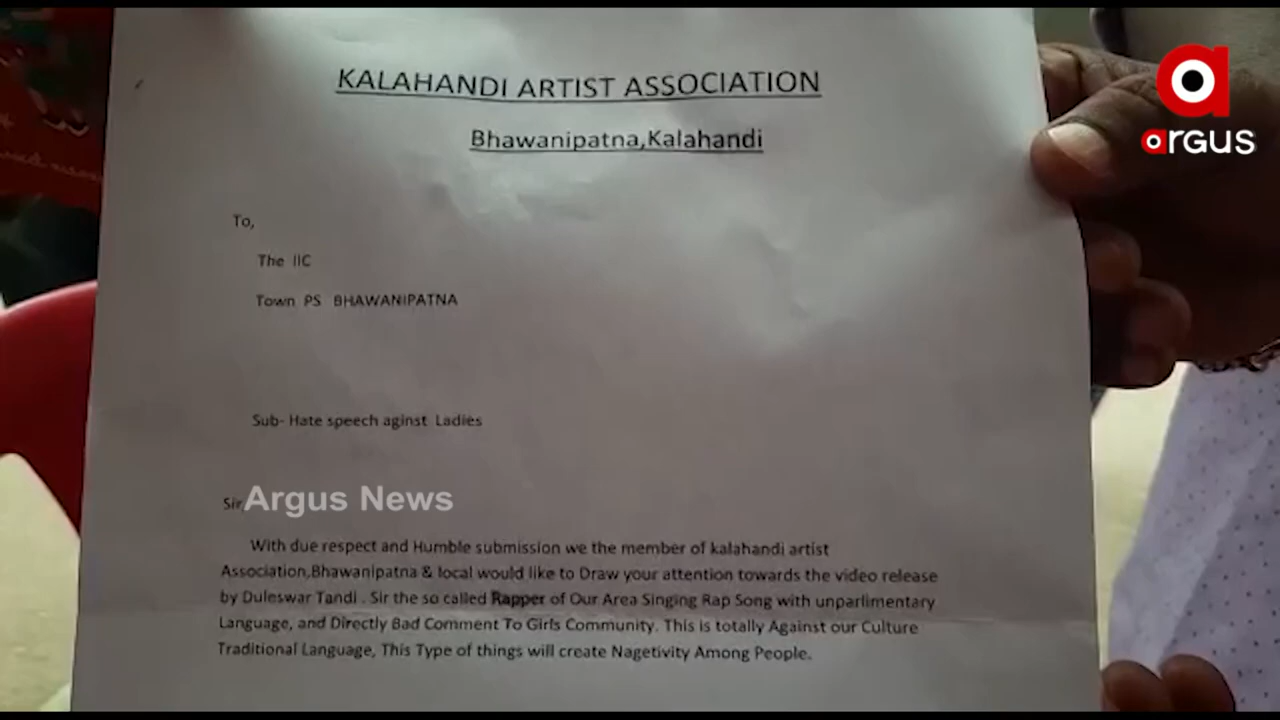 KALAHANDI ARTIST ASSOCIATION
Bhawanipatna,Kalahandi
argus
To,
The IIC
Town PS BHAWANIPATNA
Sub- Hate speech aginst Ladies
Sir
Argus News
With due respect and Humble submission we the member of kalahandi artist
Association,Bhawanipatna & local would like to Draw your attention towards the video release
by Duleswar Tandi . Sir the so called Rapper of Our Area Singing Rap Song with unparlimentary
Language, and Directly Bad Comment To Girls Community. This is totally Against our Culture
Traditional Language, This Type of things will create Nagetivity Among People.